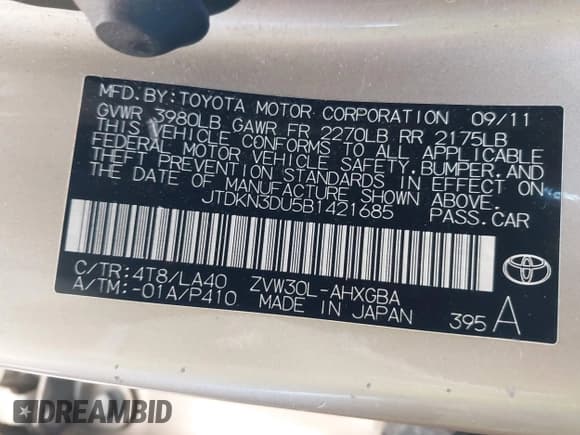 MFD. BY: TOYOTA MOTOR CORPORATION 09/11
GVWR 3980LB GAWR FR 2270LB RR 2175LB
THIS VEHICLE CONFORMS TO ALL APPLICABLE
FEDERAL MOTOR VEHICLE SAFETY, BUMPER, AND
THEFT PREVENTION STANDARDS IN EFFECT ON
THE DATE OF MANUFACTURE SHOWN ABOVE.
JTDKN3DU5B1421685 PASS. CAR
C/TR: 4T8/LA40 ZVW30L-AHXGBA
A/TM: -01A/P410 MADE IN JAPAN 395 A
DREAMBID